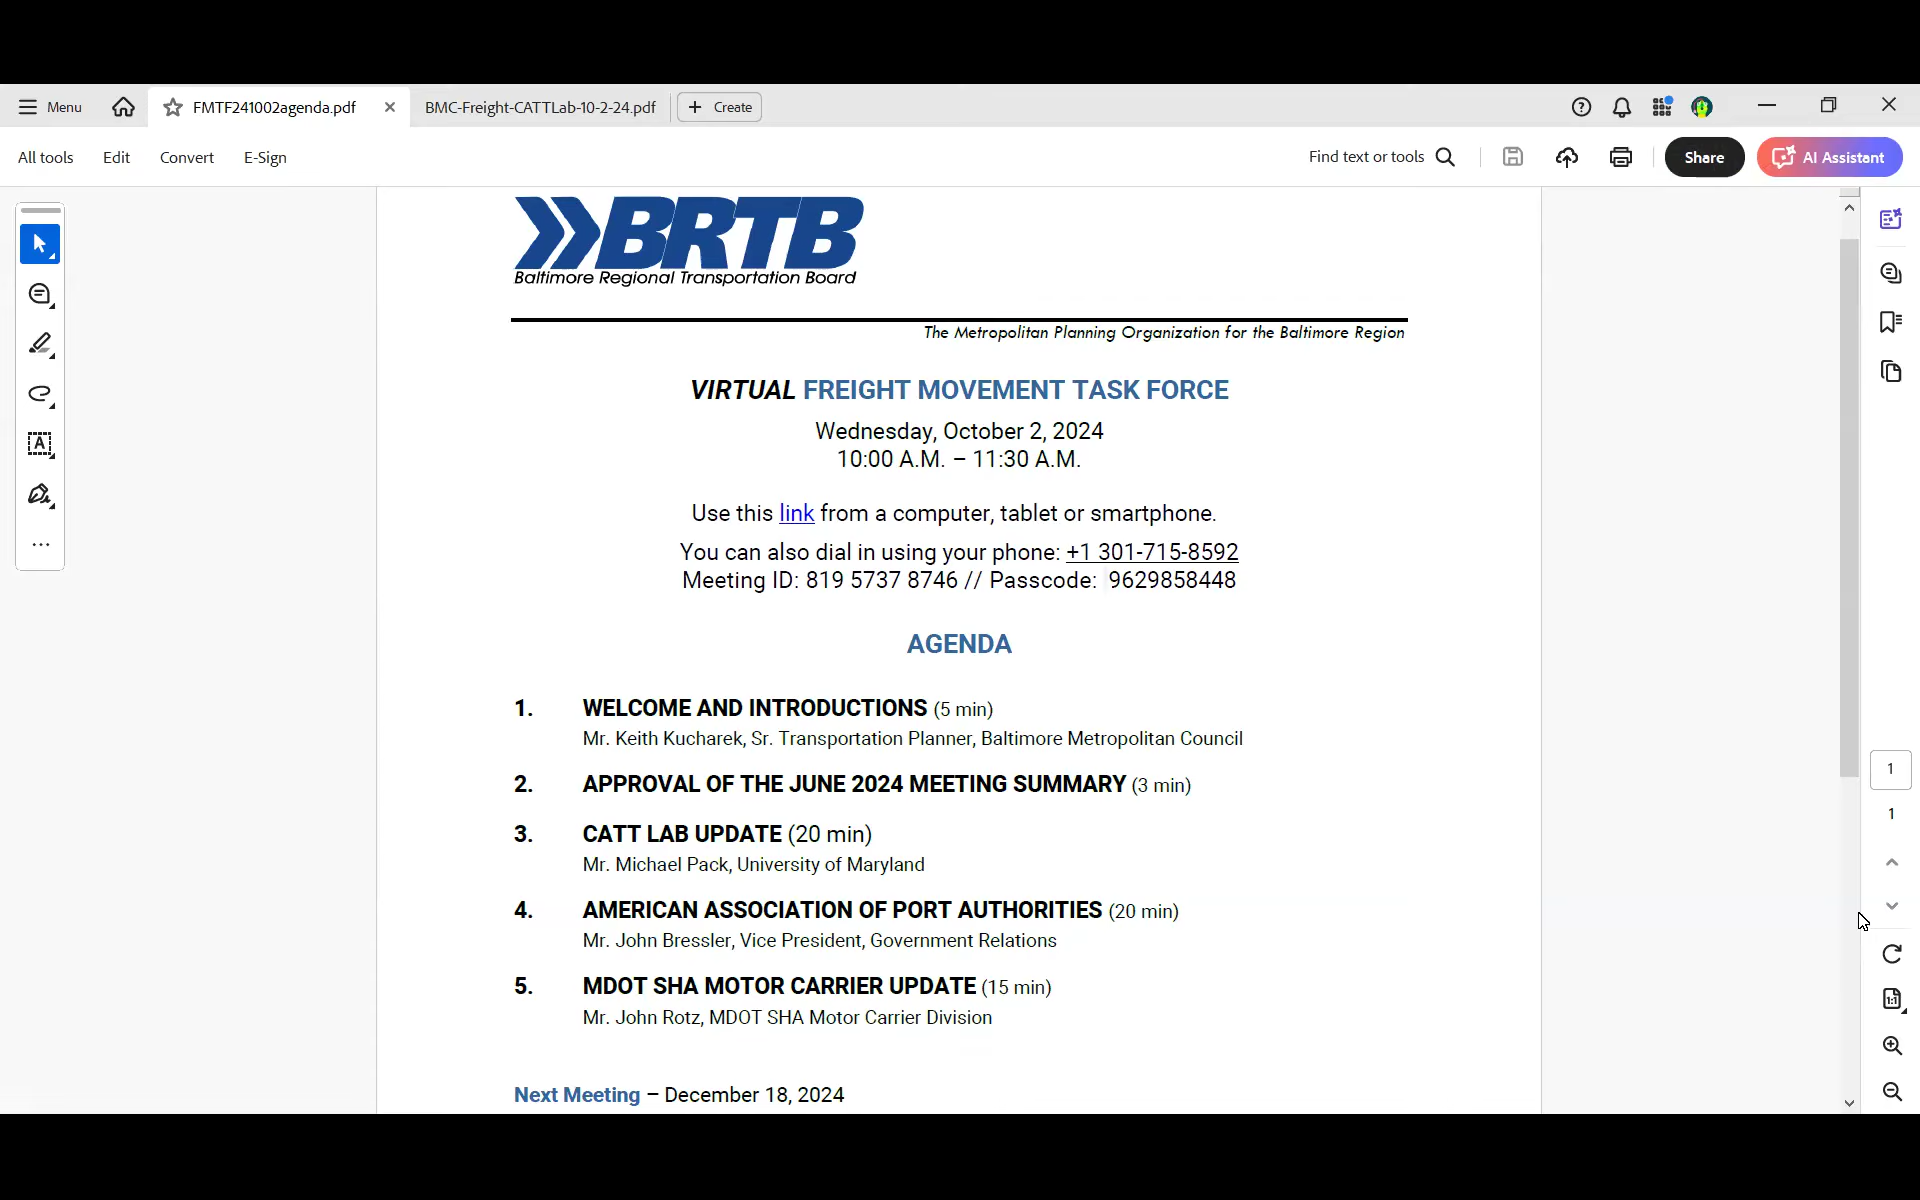 Menu
FMTF241002agenda.pdf
BMC-Freight-CATTLab-10-2-24.pdf
Create
All tools
Edit
Convert
E-Sign
Find text or tools
Share
AI Assistant
BRTB
Baltimore Regional Transportation Board
The Metropolitan Planning Organization for the Baltimore Region
VIRTUAL FREIGHT MOVEMENT TASK FORCE
Wednesday, October 2, 2024
10:00 A.M. – 11:30 A.M.
Use this link from a computer, tablet or smartphone.
You can also dial in using your phone: +1 301-715-8592
Meeting ID: 819 5737 8746 // Passcode: 9629858448
AGENDA
1. WELCOME AND INTRODUCTIONS (5 min)
Mr. Keith Kucharek, Sr. Transportation Planner, Baltimore Metropolitan Council
2. APPROVAL OF THE JUNE 2024 MEETING SUMMARY (3 min)
3. CATT LAB UPDATE (20 min)
Mr. Michael Pack, University of Maryland
4. AMERICAN ASSOCIATION OF PORT AUTHORITIES (20 min)
Mr. John Bressler, Vice President, Government Relations
5. MDOT SHA MOTOR CARRIER UPDATE (15 min)
Mr. John Rotz, MDOT SHA Motor Carrier Division
Next Meeting – December 18, 2024
1
1